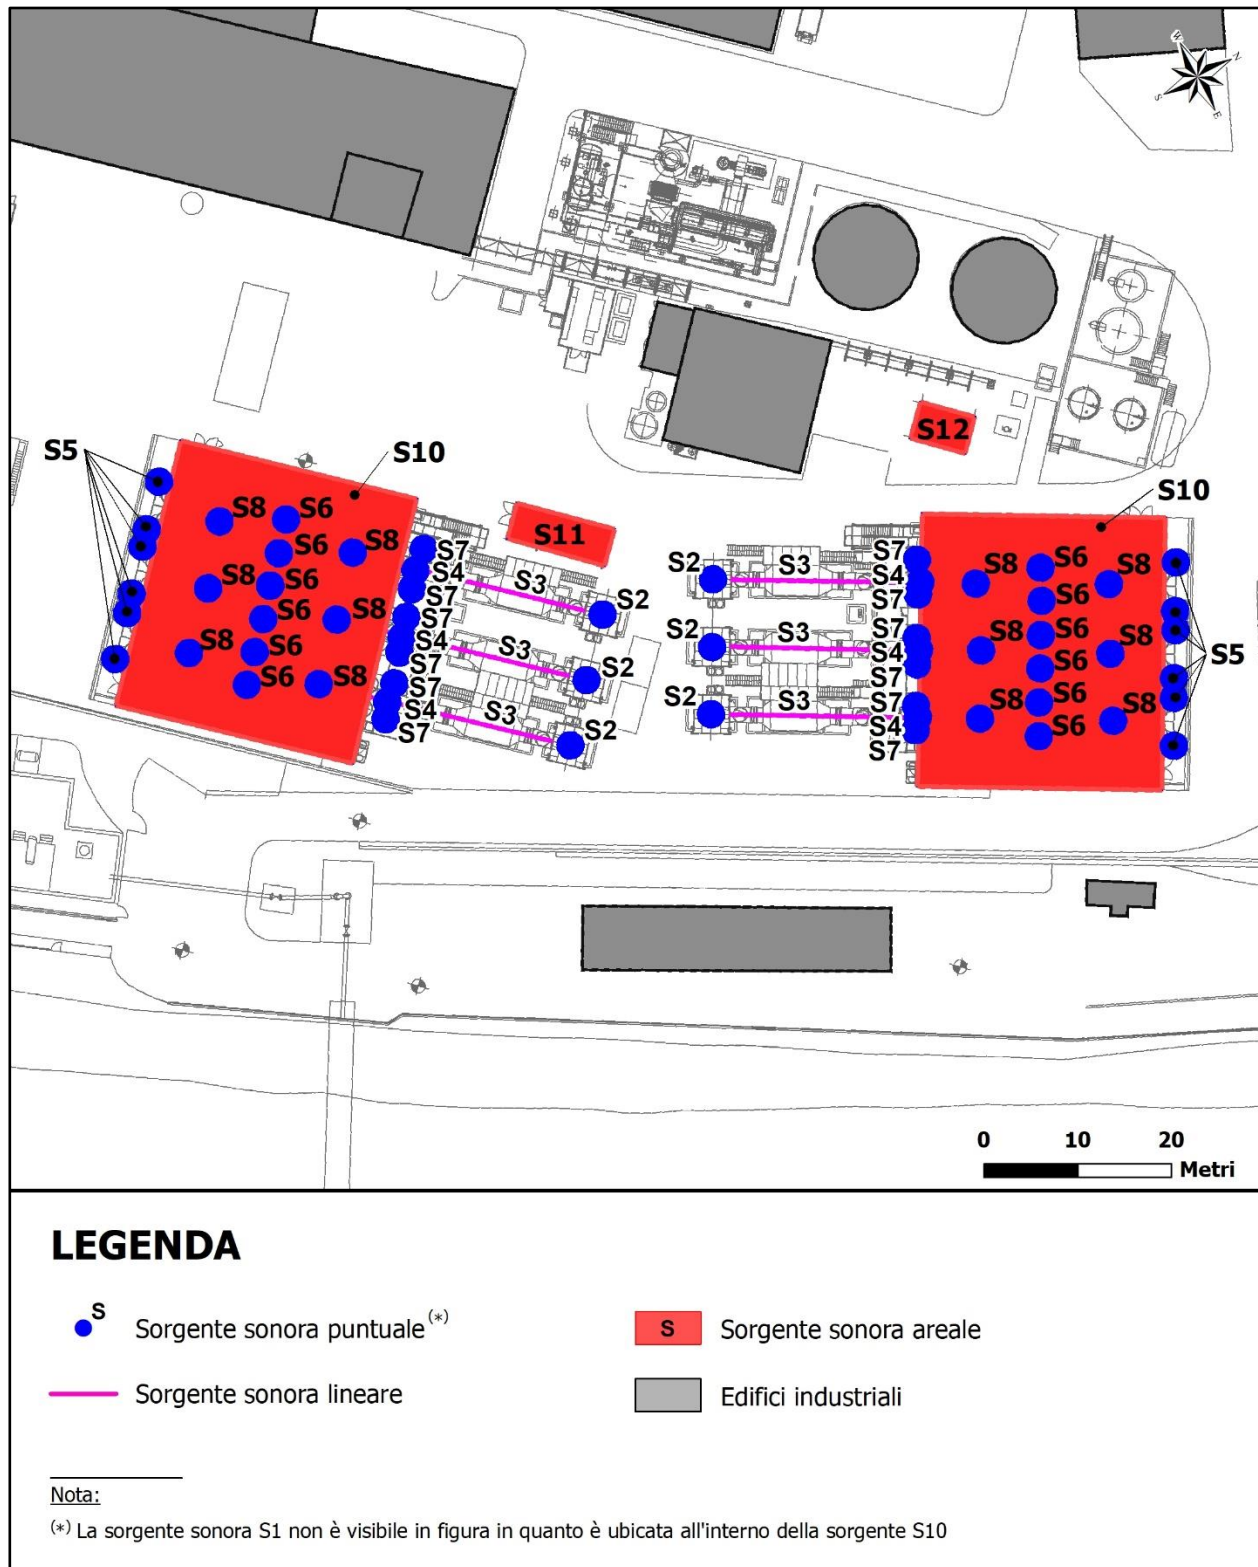 W
N
S
E
S12
S5
S10
S8
S6
S6
S8
S8
S6
S6
S8
S8
S6
S6
S8
S7
S4
S7
S7
S4
S7
S7
S4
S7
S11
S3
S2
S3
S2
S3
S2
S10
S2
S3
S7
S4
S7
S2
S3
S7
S4
S7
S2
S3
S7
S4
S7
S8
S6
S8
S6
S8
S6
S8
S6
S8
S6
S8
S6
S5
0 10 20
Metri
LEGENDA
S
Sorgente sonora puntuale (*)
S
Sorgente sonora areale
Sorgente sonora lineare
Edifici industriali
Nota:
(*) La sorgente sonora S1 non è visibile in figura in quanto è ubicata all'interno della sorgente S10